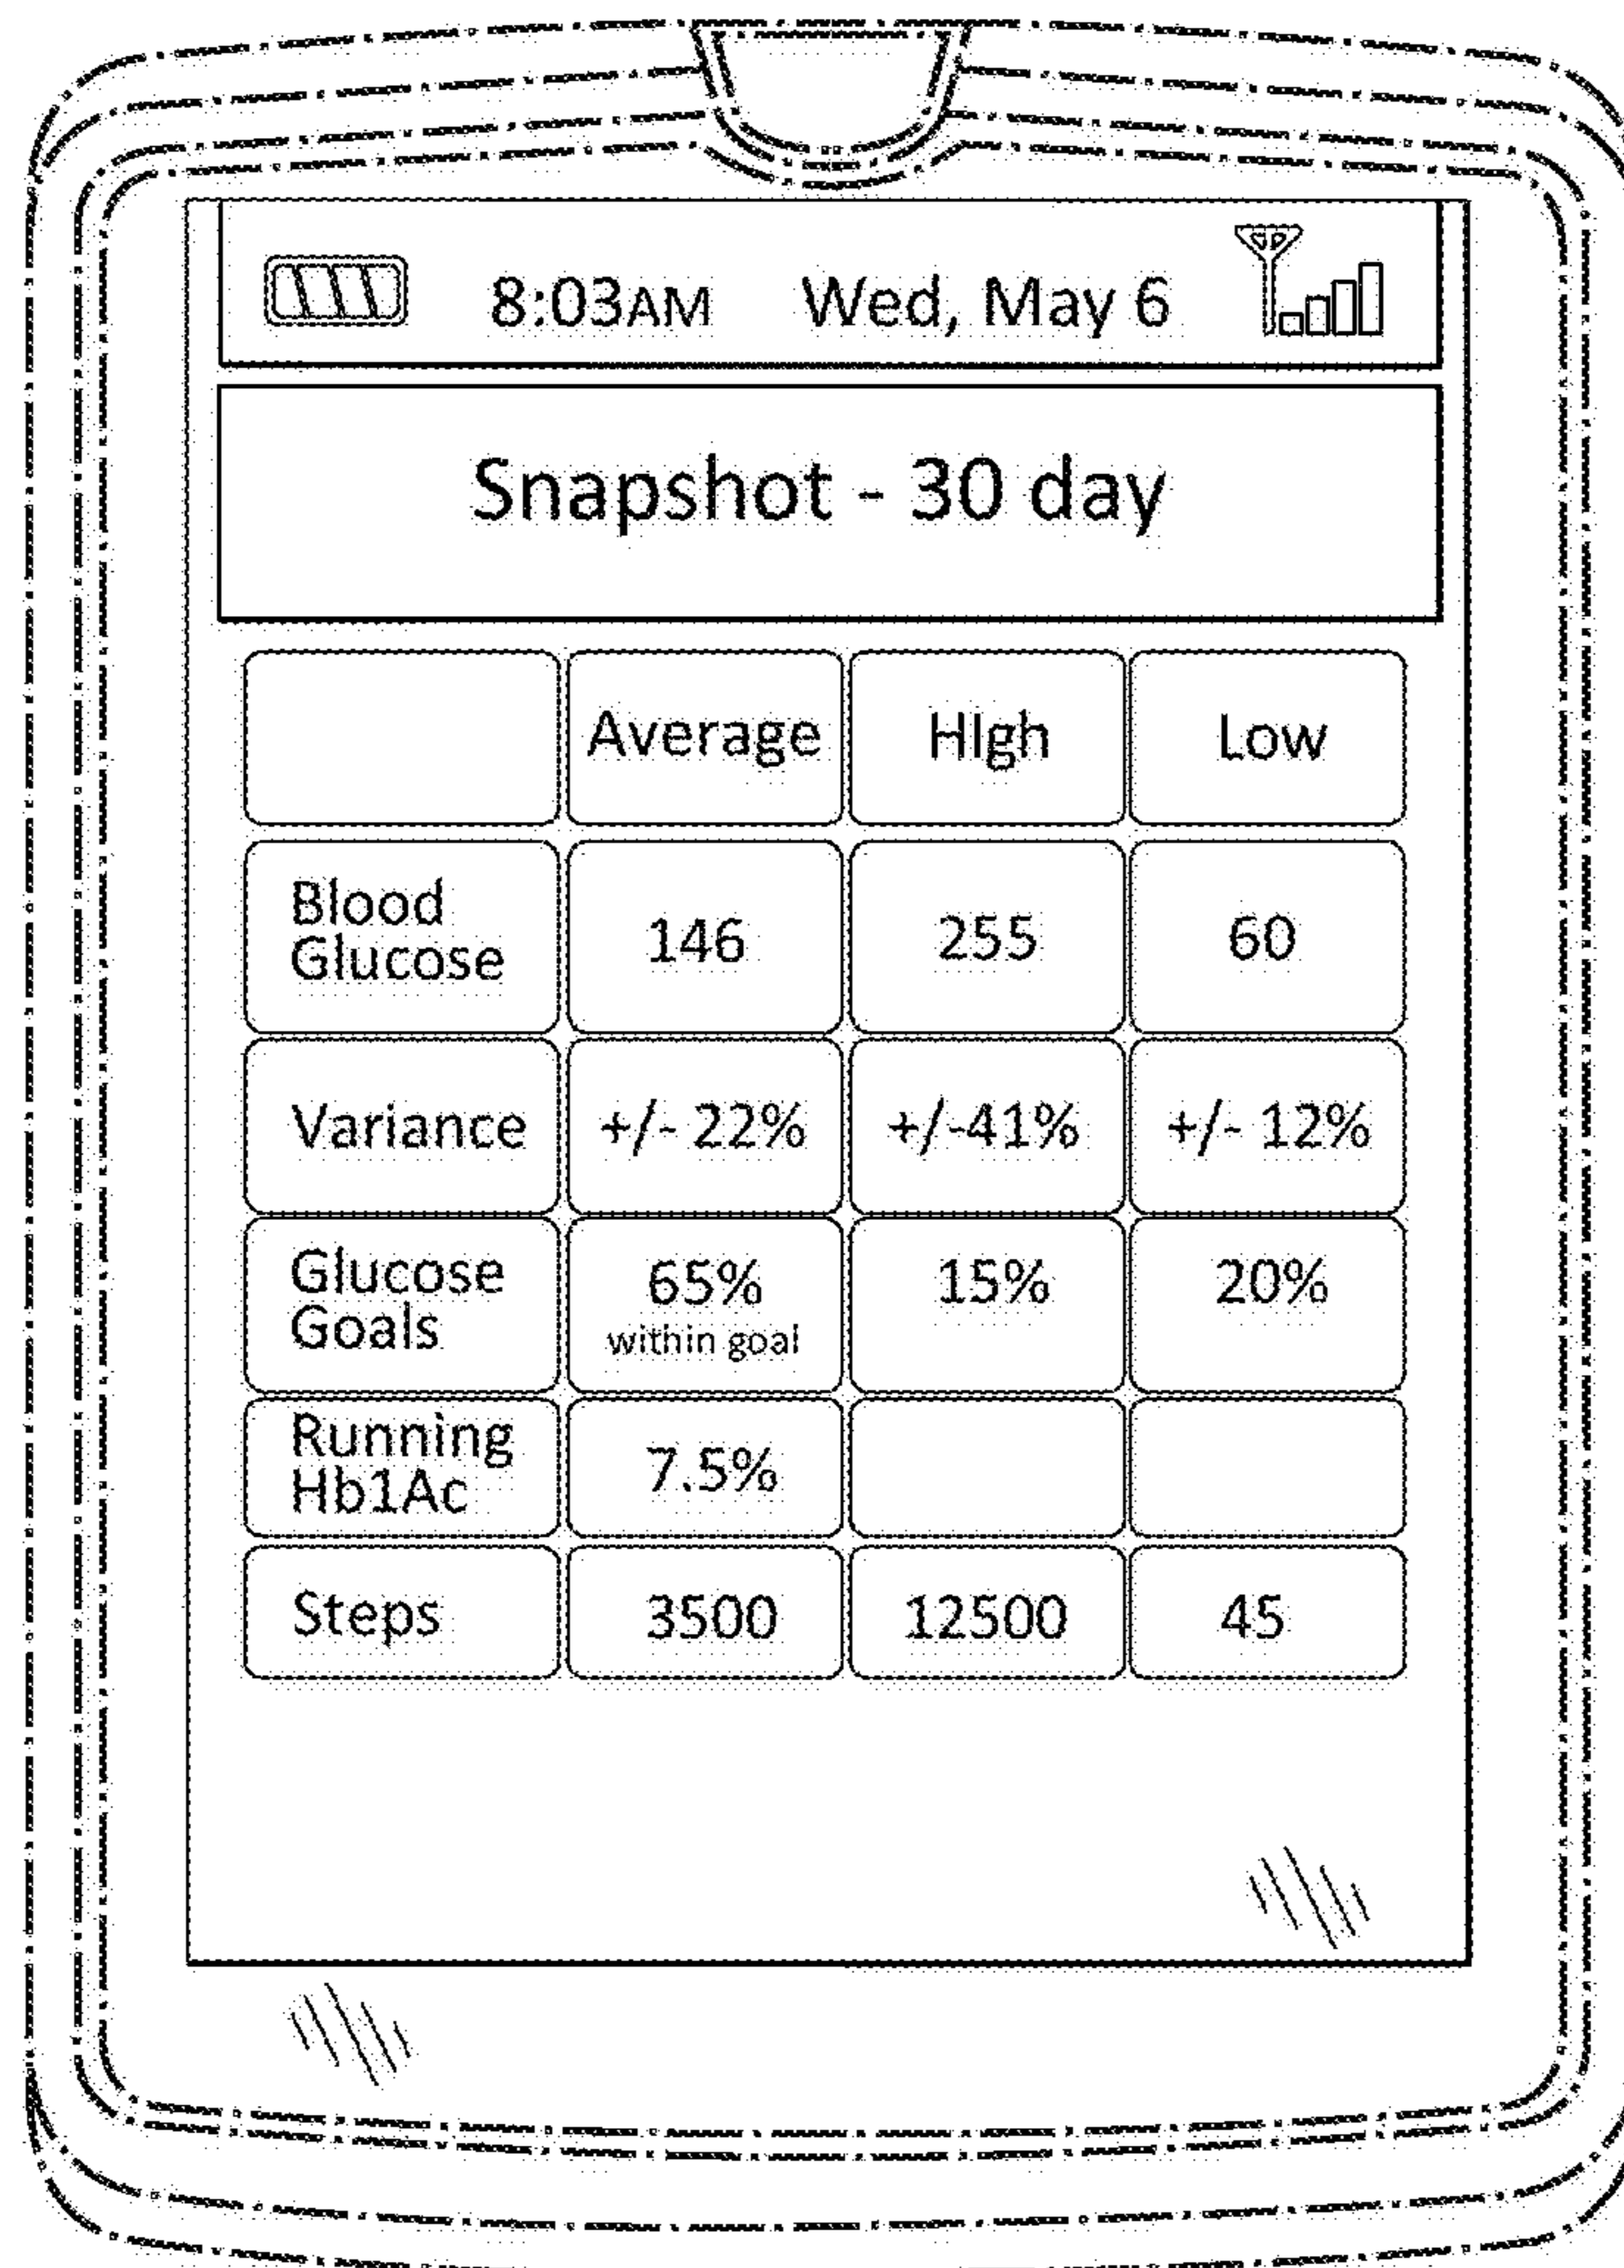 8:03AM Wed, May 6
Snapshot - 30 day
Average HIgh Low
Blood
Glucose 146 255 60
Variance +/- 22% +/-41% +/- 12%
Glucose
Goals 65% 15% 20%
within goal
Running
Hb1Ac 7.5%
Steps 3500 12500 45